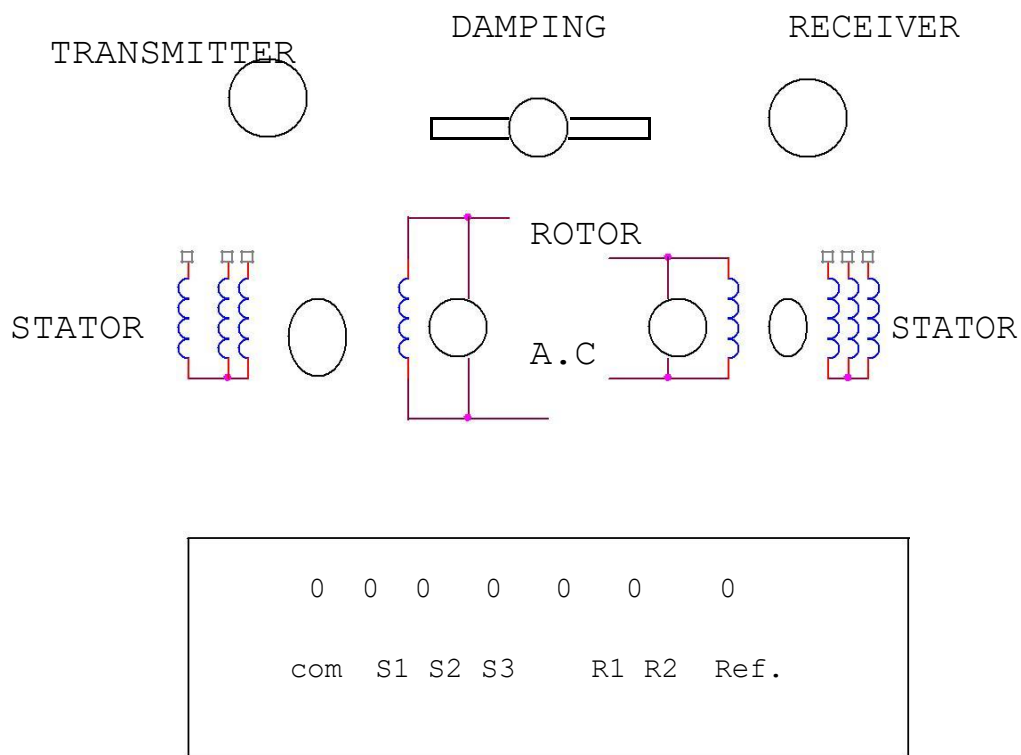 TRANSMITTER DAMPING RECEIVER
ROTOR
STATOR STATOR
A.C
0 0 0 0 0 0 0
com S1 S2 S3 R1 R2 Ref.